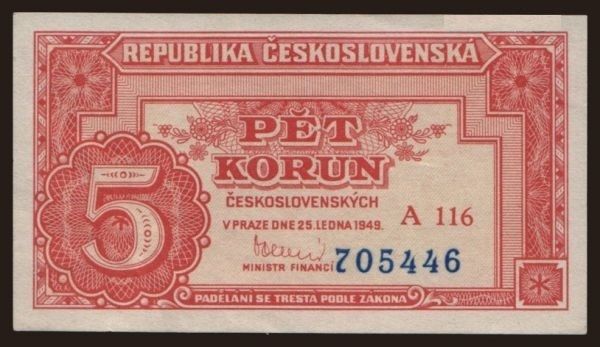 REPUBLIKA ČESKOSLOVENSKÁ
PĚT
KORUN
5
ČESKOSLOVENSKÝCH
V PRAZE DNE 25. LEDNA 1949.
A 116
MINISTR FINANCÍ
705446
PADĚLÁNÍ SE TRESTÁ PODLE ZÁKONA